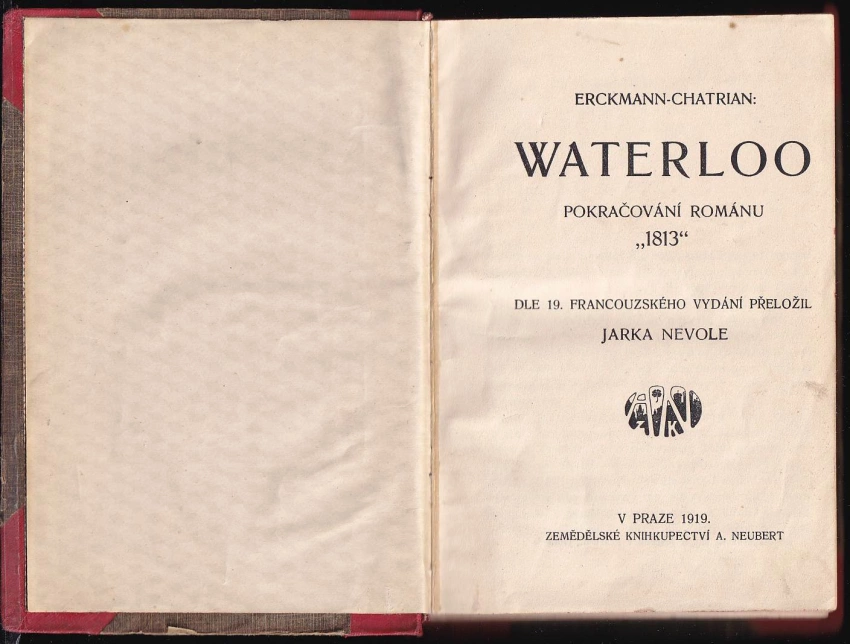 ERCKMANN-CHATRIAN:
WATERLOO
POKRAČOVÁNÍ ROMÁNU
„1813“
DLE 19. FRANCOUZSKÉHO VYDÁNÍ PŘELOŽIL
JARKA NEVOLE
Z K
V PRAZE 1919.
ZEMĚDĚLSKÉ KNIHKUPECTVÍ A. NEUBERT